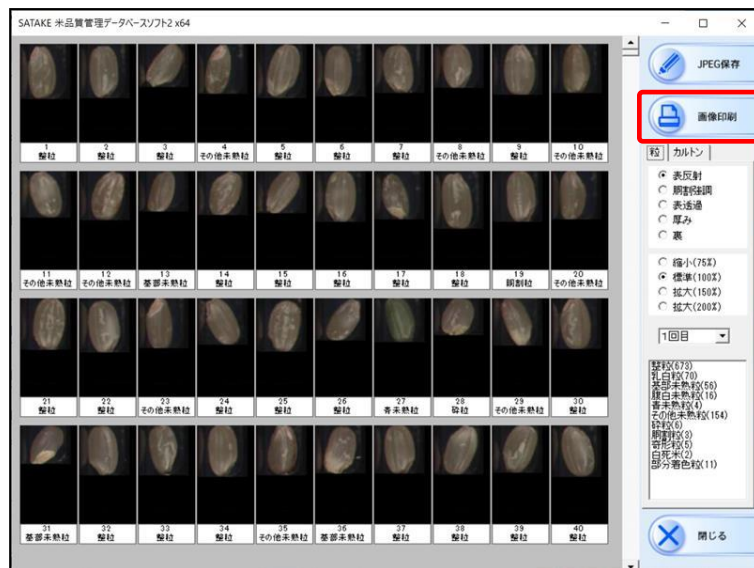 SATAKE 米品質管理データベースソフト2 x64
JPEG保存
画像印刷
粒 カルトン
表反射
胴割強調
表透過
厚み
裏
縮小(75%)
標準(100%)
拡大(150%)
拡大(200%)
1回目
整粒(673)
乳白粒(70)
基部未熟粒(56)
腹白未熟粒(16)
青未熟粒(4)
その他未熟粒(154)
砕粒(6)
胴割粒(3)
奇形粒(5)
白死米(2)
部分着色粒(11)
閉じる
1 2 3 4 5 6 7 8 9 10
整粒 整粒 整粒 その他未熟粒 整粒 整粒 整粒 その他未熟粒 整粒 その他未熟粒
11 12 13 14 15 16 17 18 19 20
その他未熟粒 その他未熟粒 基部未熟粒 整粒 整粒 整粒 整粒 整粒 胴割粒 その他未熟粒
21 22 23 24 25 26 27 28 29 30
整粒 整粒 その他未熟粒 整粒 整粒 整粒 青未熟粒 砕粒 その他未熟粒 整粒
31 32 33 34 35 36 37 38 39 40
基部未熟粒 整粒 整粒 整粒 その他未熟粒 基部未熟粒 整粒 整粒 整粒 整粒